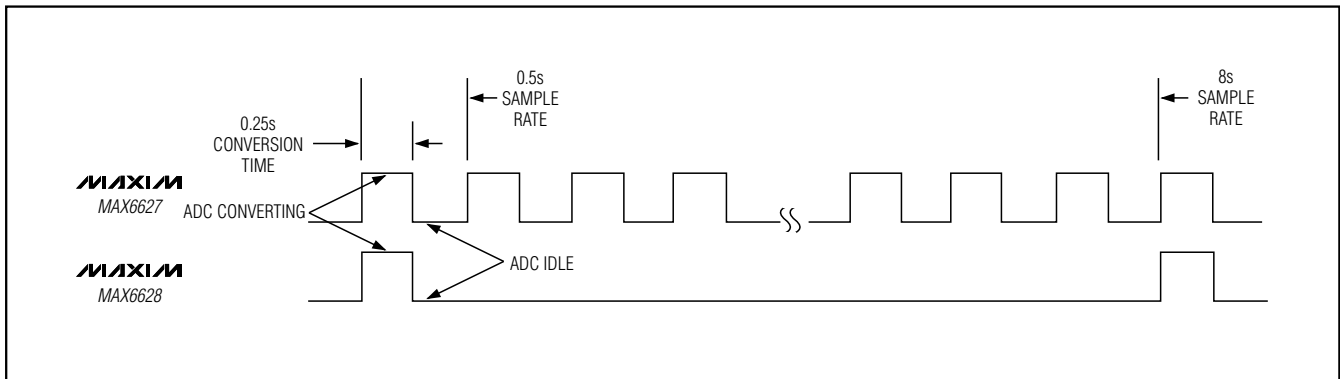 0.5s
SAMPLE
RATE
8s
SAMPLE
RATE
0.25s
CONVERSION
TIME
MAXIM
MAX6627
ADC CONVERTING
ADC IDLE
MAXIM
MAX6628